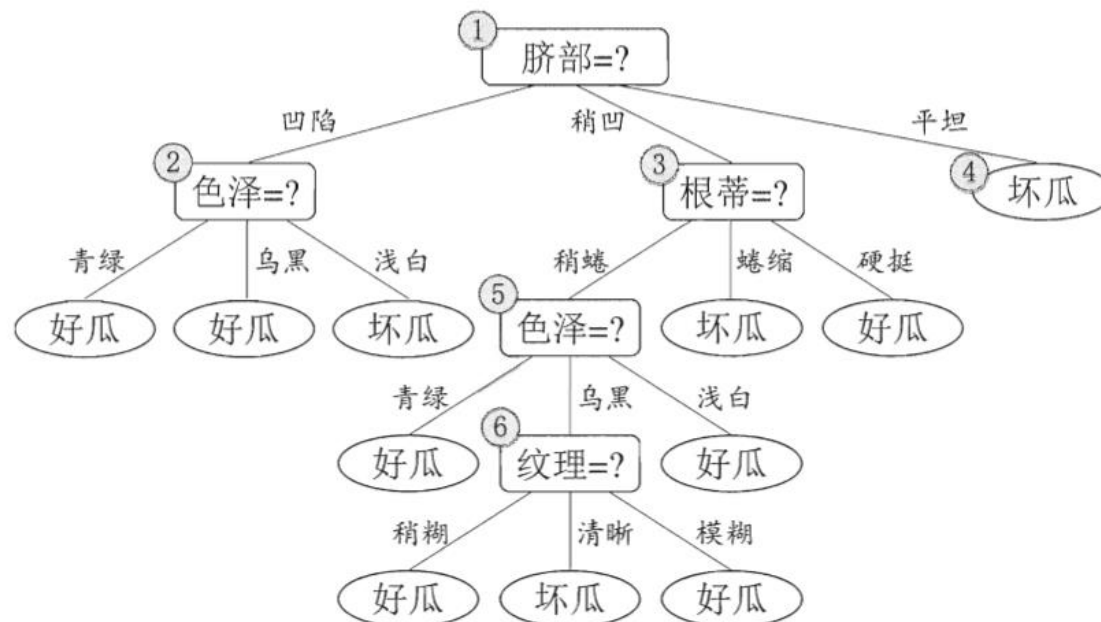 ①
脐部=?
凹陷 稍凹 平坦
② ③ ④
色泽=? 根蒂=? 坏瓜
青绿 乌黑 浅白 稍蜷 蜷缩 硬挺
⑤
好瓜 好瓜 坏瓜 色泽=? 坏瓜 好瓜
青绿 乌黑 浅白
⑥
好瓜 纹理=? 好瓜
稍糊 清晰 模糊
好瓜 坏瓜 好瓜